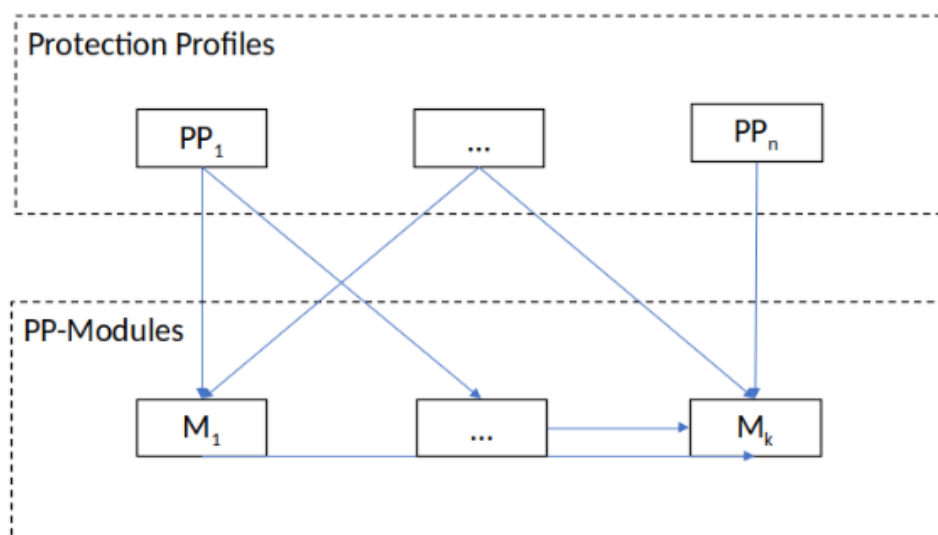 Protection Profiles
PP₁
...
PPₙ
PP-Modules
M₁
...
Mₖ